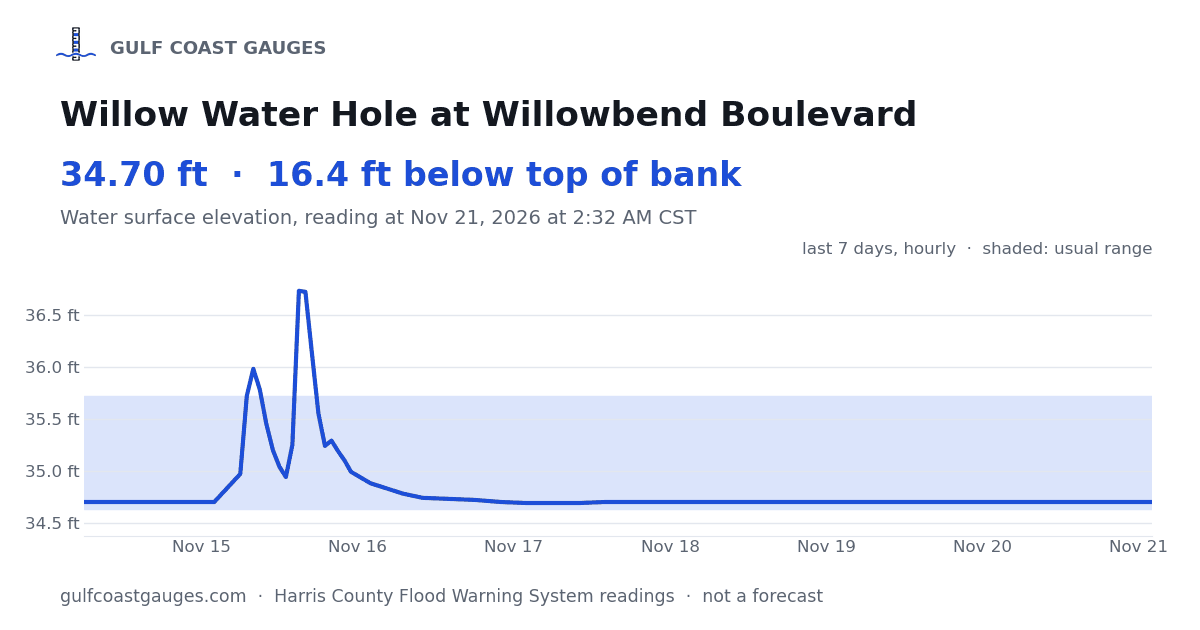 GULF COAST GAUGES
Willow Water Hole at Willowbend Boulevard
34.70 ft · 16.4 ft below top of bank
Water surface elevation, reading at Nov 21, 2026 at 2:32 AM CST
last 7 days, hourly · shaded: usual range
36.5 ft
36.0 ft
35.5 ft
35.0 ft
34.5 ft
Nov 15 Nov 16 Nov 17 Nov 18 Nov 19 Nov 20 Nov 21
gulfcoastgauges.com · Harris County Flood Warning System readings · not a forecast